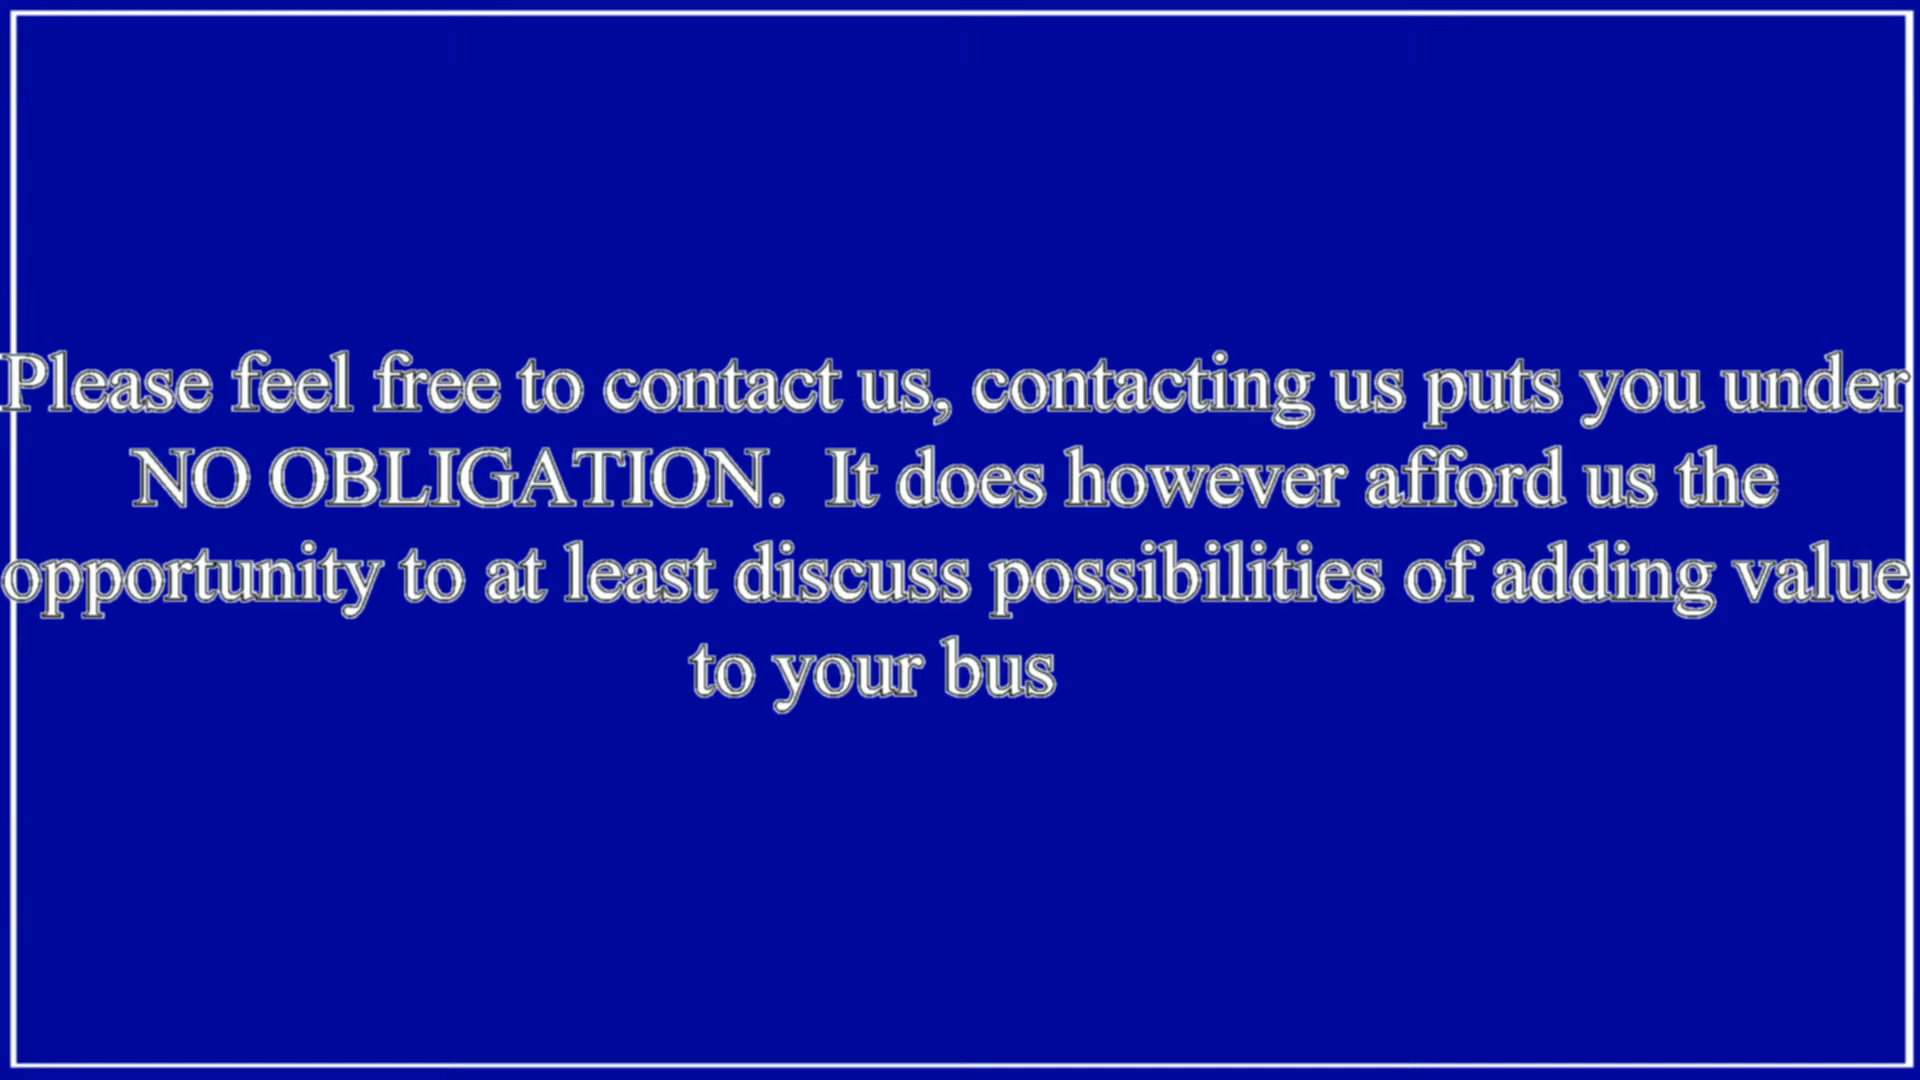 Please feel free to contact us, contacting us puts you under
NO OBLIGATION.  It does however afford us the
opportunity to at least discuss possibilities of adding value
to your bus